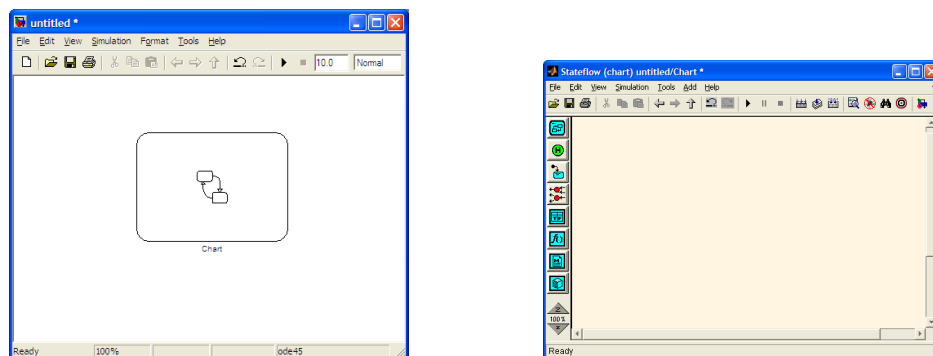 untitled *
File Edit View Simulation Format Tools Help
10.0 Normal
Chart
Ready 100% ode45
Stateflow (chart) untitled/Chart *
File Edit View Simulation Tools Add Help
H
f()
100%
Ready